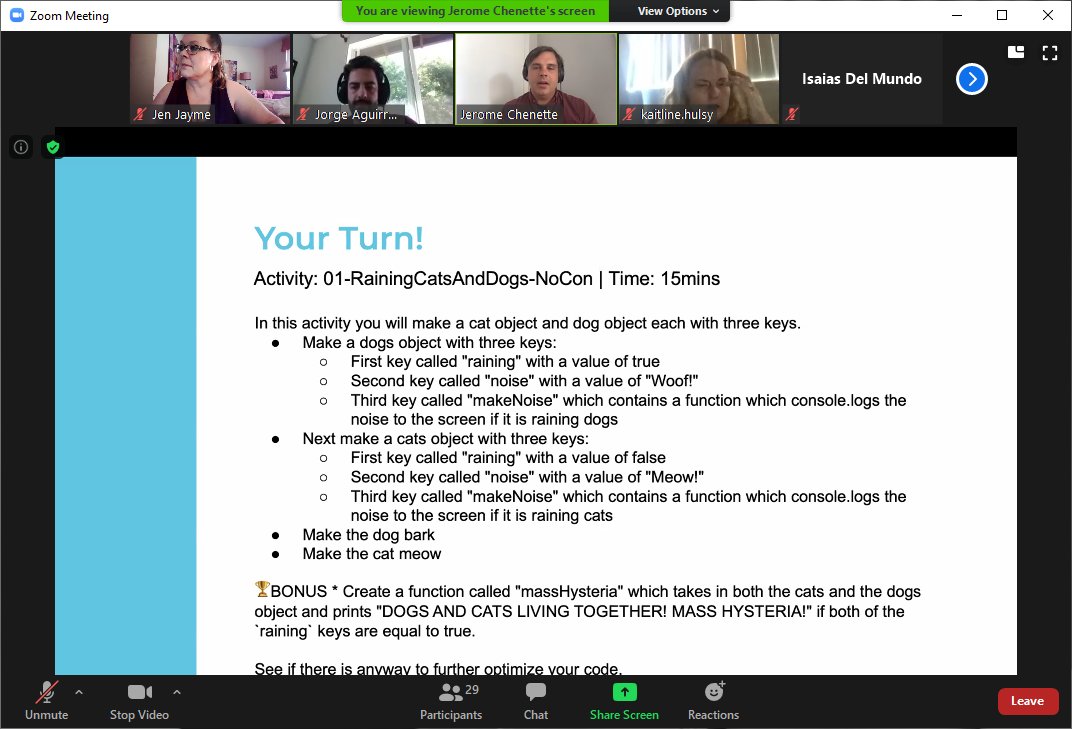 Zoom Meeting
You are viewing Jerome Chenette's screen
View Options
Jen Jayme
Jorge Aguirr...
Jerome Chenette
kaitline.hulsy
Isaias Del Mundo
Your Turn!
Activity: 01-RainingCatsAndDogs-NoCon | Time: 15mins
In this activity you will make a cat object and dog object each with three keys.
● Make a dogs object with three keys:
○ First key called "raining" with a value of true
○ Second key called "noise" with a value of "Woof!"
○ Third key called "makeNoise" which contains a function which console.logs the
noise to the screen if it is raining dogs
● Next make a cats object with three keys:
○ First key called "raining" with a value of false
○ Second key called "noise" with a value of "Meow!"
○ Third key called "makeNoise" which contains a function which console.logs the
noise to the screen if it is raining cats
● Make the dog bark
● Make the cat meow
🏆BONUS * Create a function called "massHysteria" which takes in both the cats and the dogs
object and prints "DOGS AND CATS LIVING TOGETHER! MASS HYSTERIA!" if both of the
`raining` keys are equal to true.
See if there is anyway to further optimize your code.
Unmute
Stop Video
29
Participants
Chat
Share Screen
Reactions
Leave